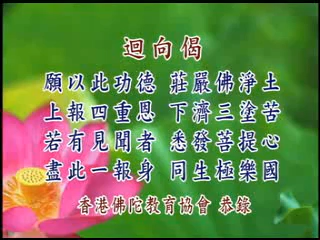 迴向偈
願以此功德 莊嚴佛淨土
上報四重恩 下濟三塗苦
若有見聞者 悉發菩提心
盡此一報身 同生極樂國
香港佛陀教育協會 恭錄